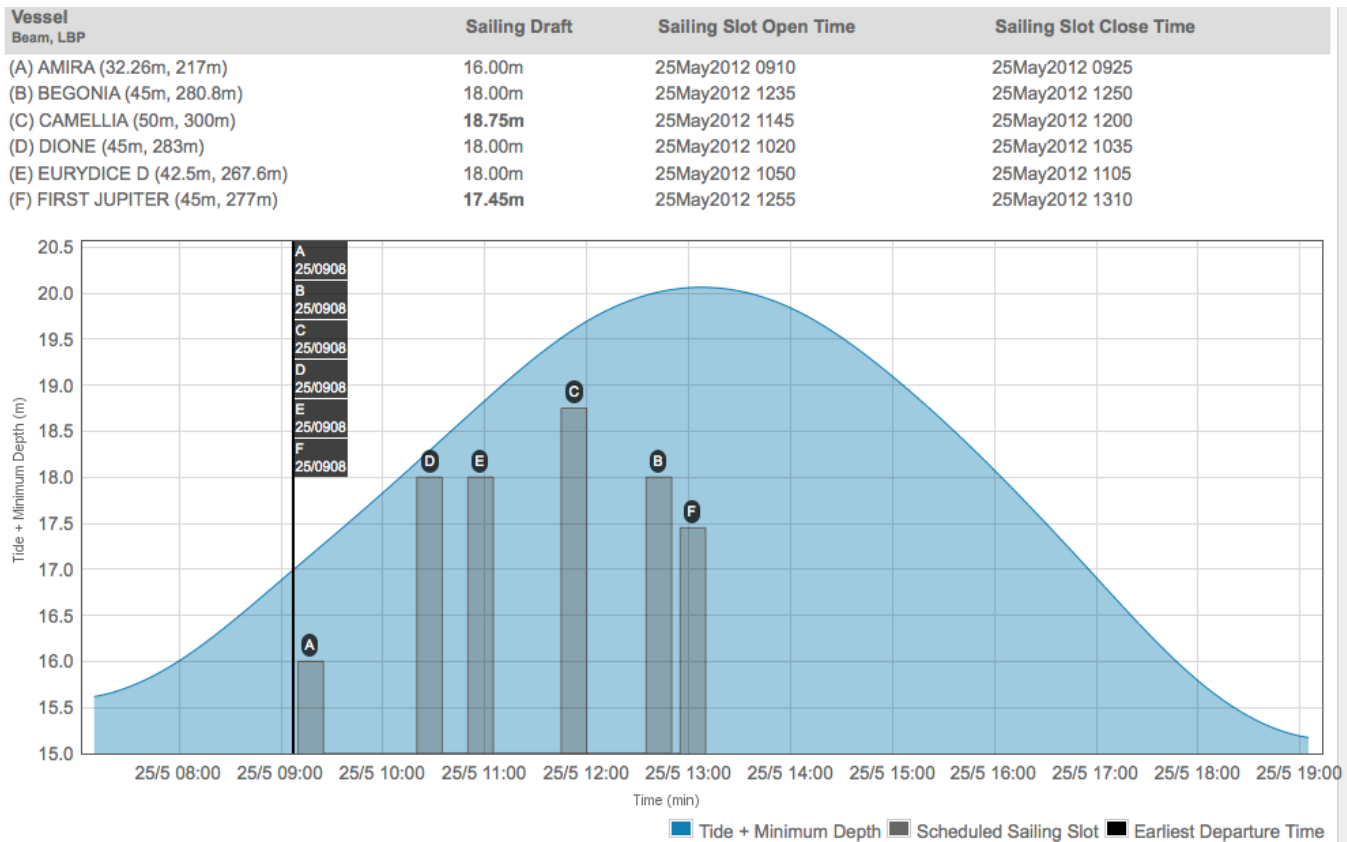 Vessel Sailing Draft Sailing Slot Open Time Sailing Slot Close Time
Beam, LBP
(A) AMIRA (32.26m, 217m) 16.00m 25May2012 0910 25May2012 0925
(B) BEGONIA (45m, 280.8m) 18.00m 25May2012 1235 25May2012 1250
(C) CAMELLIA (50m, 300m) 18.75m 25May2012 1145 25May2012 1200
(D) DIONE (45m, 283m) 18.00m 25May2012 1020 25May2012 1035
(E) EURYDICE D (42.5m, 267.6m) 18.00m 25May2012 1050 25May2012 1105
(F) FIRST JUPITER (45m, 277m) 17.45m 25May2012 1255 25May2012 1310
20.5
20.0
19.5
19.0
18.5
18.0
17.5
17.0
16.5
16.0
15.5
15.0
Tide + Minimum Depth (m)
A
25/0908
B
25/0908
C
25/0908
D
25/0908
E
25/0908
F
25/0908
A
D
E
C
B
F
25/5 08:00 25/5 09:00 25/5 10:00 25/5 11:00 25/5 12:00 25/5 13:00 25/5 14:00 25/5 15:00 25/5 16:00 25/5 17:00 25/5 18:00 25/5 19:00
Time (min)
Tide + Minimum Depth Scheduled Sailing Slot Earliest Departure Time